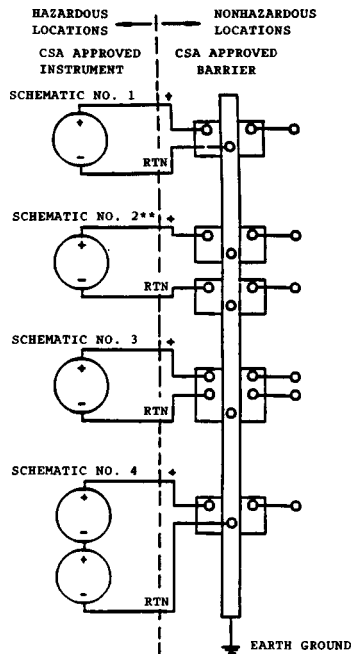 HAZARDOUS LOCATIONS
NONHAZARDOUS LOCATIONS
CSA APPROVED INSTRUMENT
CSA APPROVED BARRIER
SCHEMATIC NO. 1
+
+
-
RTN
SCHEMATIC NO. 2**
+
+
-
RTN
SCHEMATIC NO. 3
+
+
-
RTN
SCHEMATIC NO. 4
+
+
-
+
-
RTN
EARTH GROUND